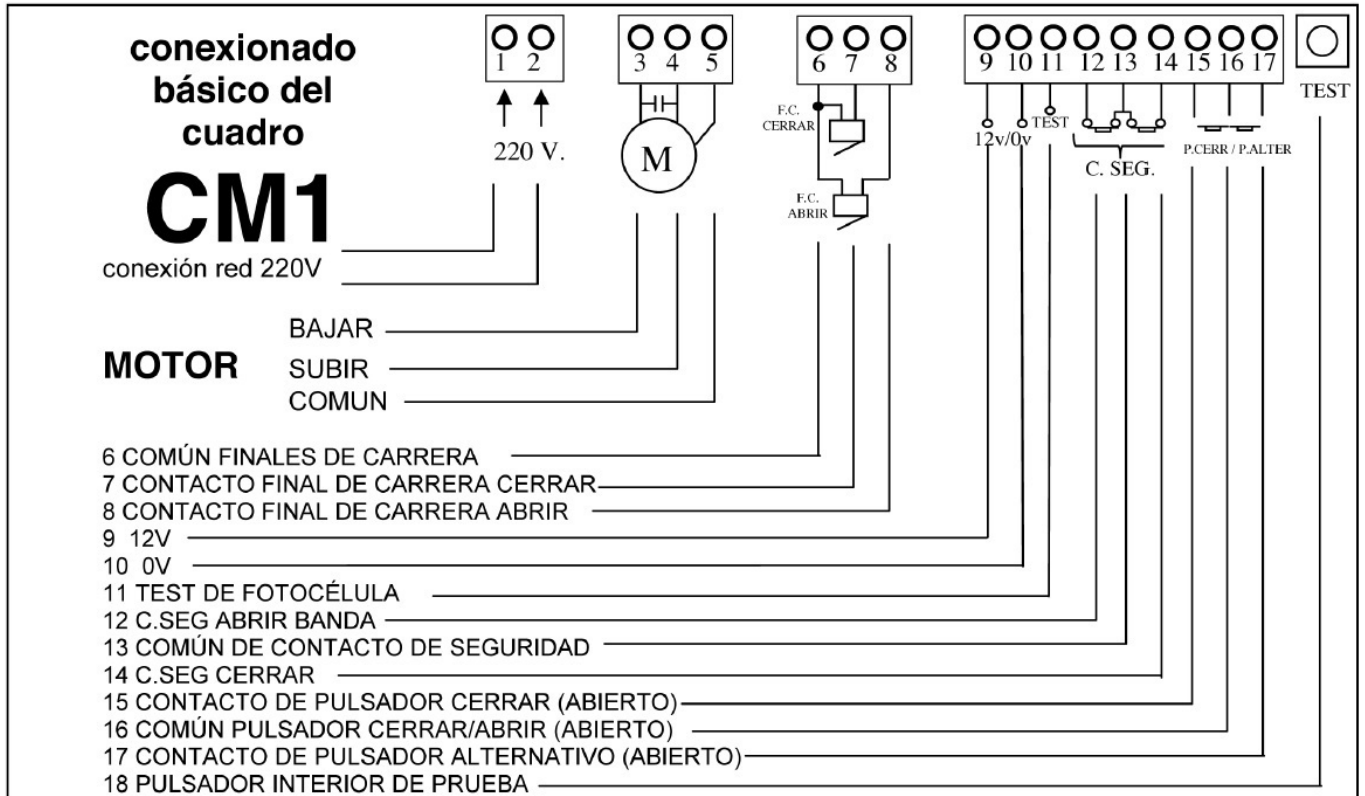 conexionado
básico del
cuadro
CM1
conexión red 220V
1 2
220 V.
3 4 5
M
6 7 8
F.C.
CERRAR
F.C.
ABRIR
9 10 11 12 13 14 15 16 17
TEST
12v/0v
TEST
C. SEG.
P.CERR / P.ALTER
MOTOR
BAJAR
SUBIR
COMUN
6 COMÚN FINALES DE CARRERA
7 CONTACTO FINAL DE CARRERA CERRAR
8 CONTACTO FINAL DE CARRERA ABRIR
9 12V
10 0V
11 TEST DE FOTOCÉLULA
12 C.SEG ABRIR BANDA
13 COMÚN DE CONTACTO DE SEGURIDAD
14 C.SEG CERRAR
15 CONTACTO DE PULSADOR CERRAR (ABIERTO)
16 COMÚN PULSADOR CERRAR/ABRIR (ABIERTO)
17 CONTACTO DE PULSADOR ALTERNATIVO (ABIERTO)
18 PULSADOR INTERIOR DE PRUEBA